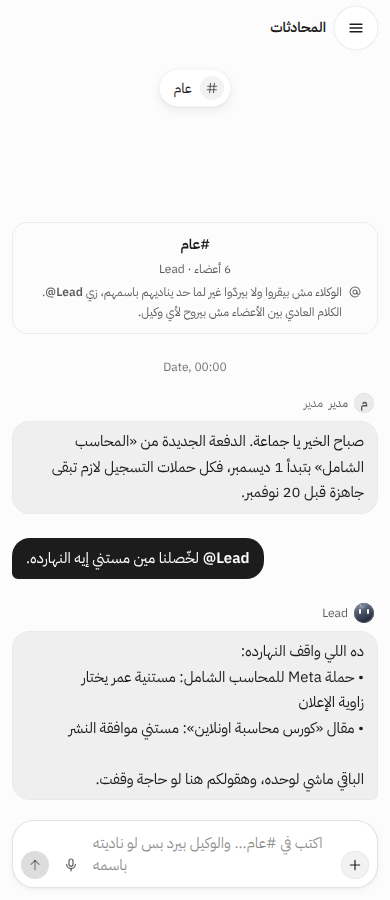 المحادثات
# عام
#عام
6 أعضاء · Lead
@ الوكلاء مش بيقروا ولا بيردّوا غير لما حد يناديهم باسمهم، زي @Lead.
الكلام العادي بين الأعضاء مش بيروح لأي وكيل.
Date, 00:00
م مدير مدير
صباح الخير يا جماعة. الدفعة الجديدة من «المحاسب
الشامل» بتبدأ 1 ديسمبر، فكل حملات التسجيل لازم تبقى
جاهزة قبل 20 نوفمبر.
@Lead لخّصلنا مين مستني إيه النهارده.
Lead
ده اللي واقف النهارده:
• حملة Meta للمحاسب الشامل: مستنية عمر يختار
زاوية الإعلان
• مقال «كورس محاسبة اونلاين»: مستني موافقة النشر
الباقي ماشي لوحده، وهقولكم هنا لو حاجة وقفت.
اكتب في #عام... والوكيل بيرد بس لو ناديته
باسمه